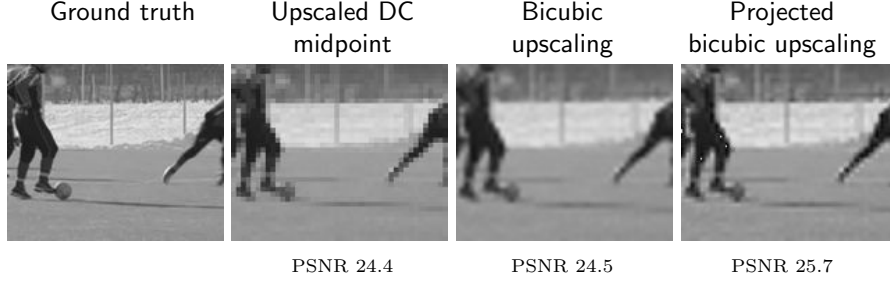 Ground truth
Upscaled DC
midpoint
Bicubic
upscaling
Projected
bicubic upscaling
PSNR 24.4
PSNR 24.5
PSNR 25.7